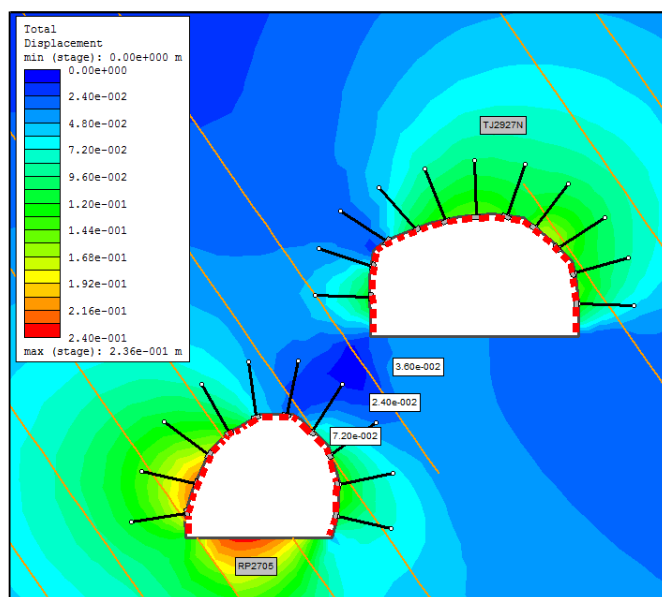 Total
Displacement
min (stage): 0.00e+000 m
0.00e+000
2.40e-002
4.80e-002
7.20e-002
9.60e-002
1.20e-001
1.44e-001
1.68e-001
1.92e-001
2.16e-001
2.40e-001
max (stage): 2.36e-001 m
TJ2927N
3.60e-002
2.40e-002
7.20e-002
RP2705